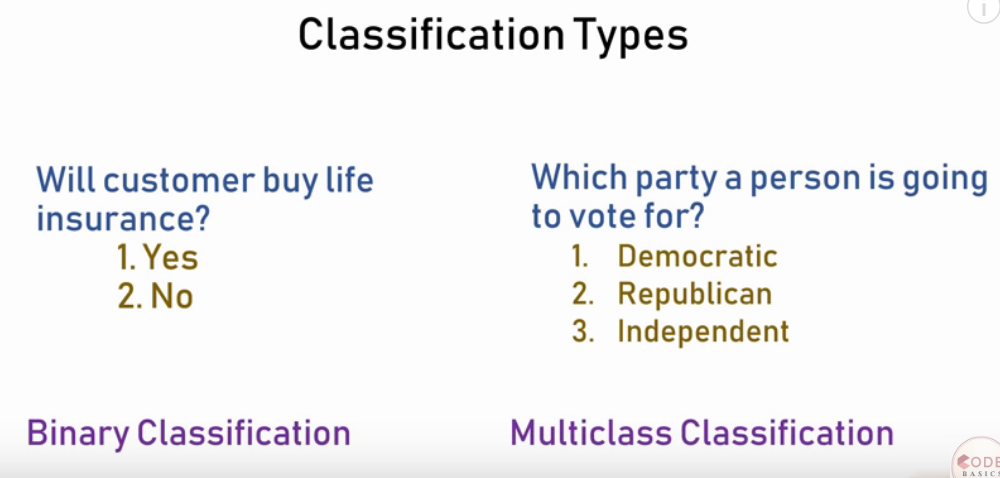 Classification Types
Will customer buy life
insurance?
1. Yes
2. No
Binary Classification
Which party a person is going
to vote for?
1. Democratic
2. Republican
3. Independent
Multiclass Classification
CODE
BASICS